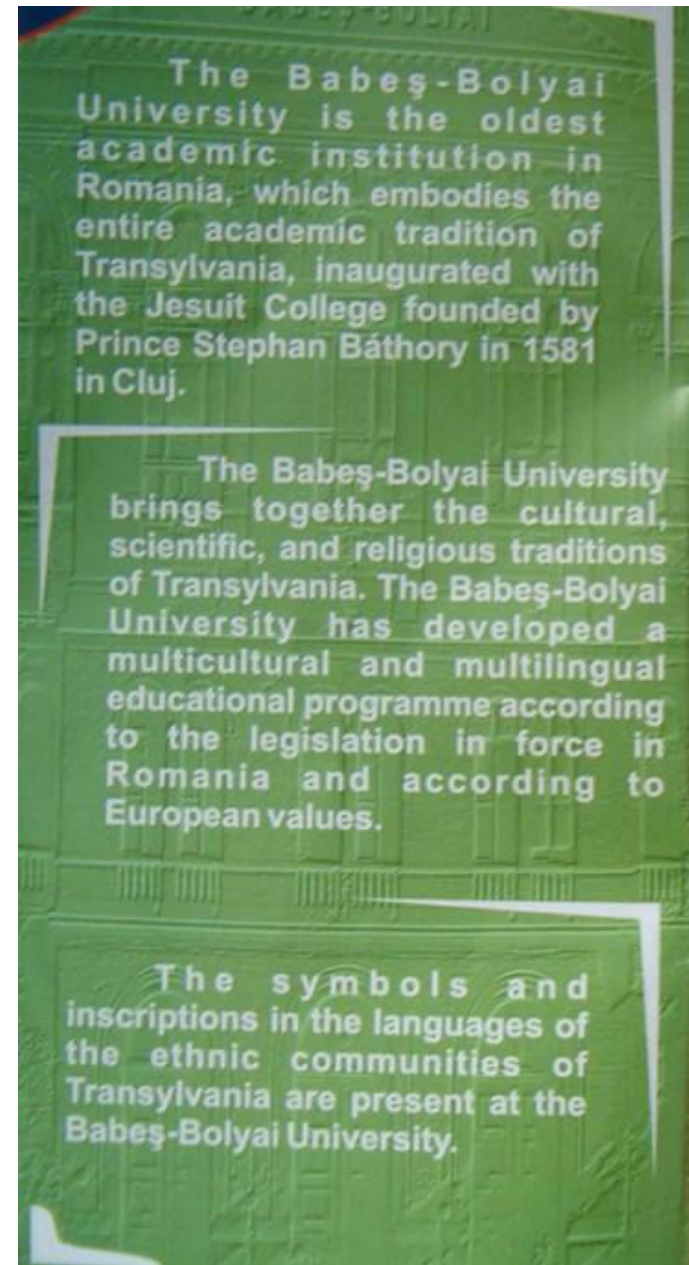 BABEŞ-BOLYAI
The Babeş-Bolyai
University is the oldest
academic institution in
Romania, which embodies the
entire academic tradition of
Transylvania, inaugurated with
the Jesuit College founded by
Prince Stephan Báthory in 1581
in Cluj.
The Babeş-Bolyai University
brings together the cultural,
scientific, and religious traditions
of Transylvania. The Babeş-Bolyai
University has developed a
multicultural and multilingual
educational programme according
to the legislation in force in
Romania and according to
European values.
The symbols and
inscriptions in the languages of
the ethnic communities of
Transylvania are present at the
Babeş-Bolyai University.